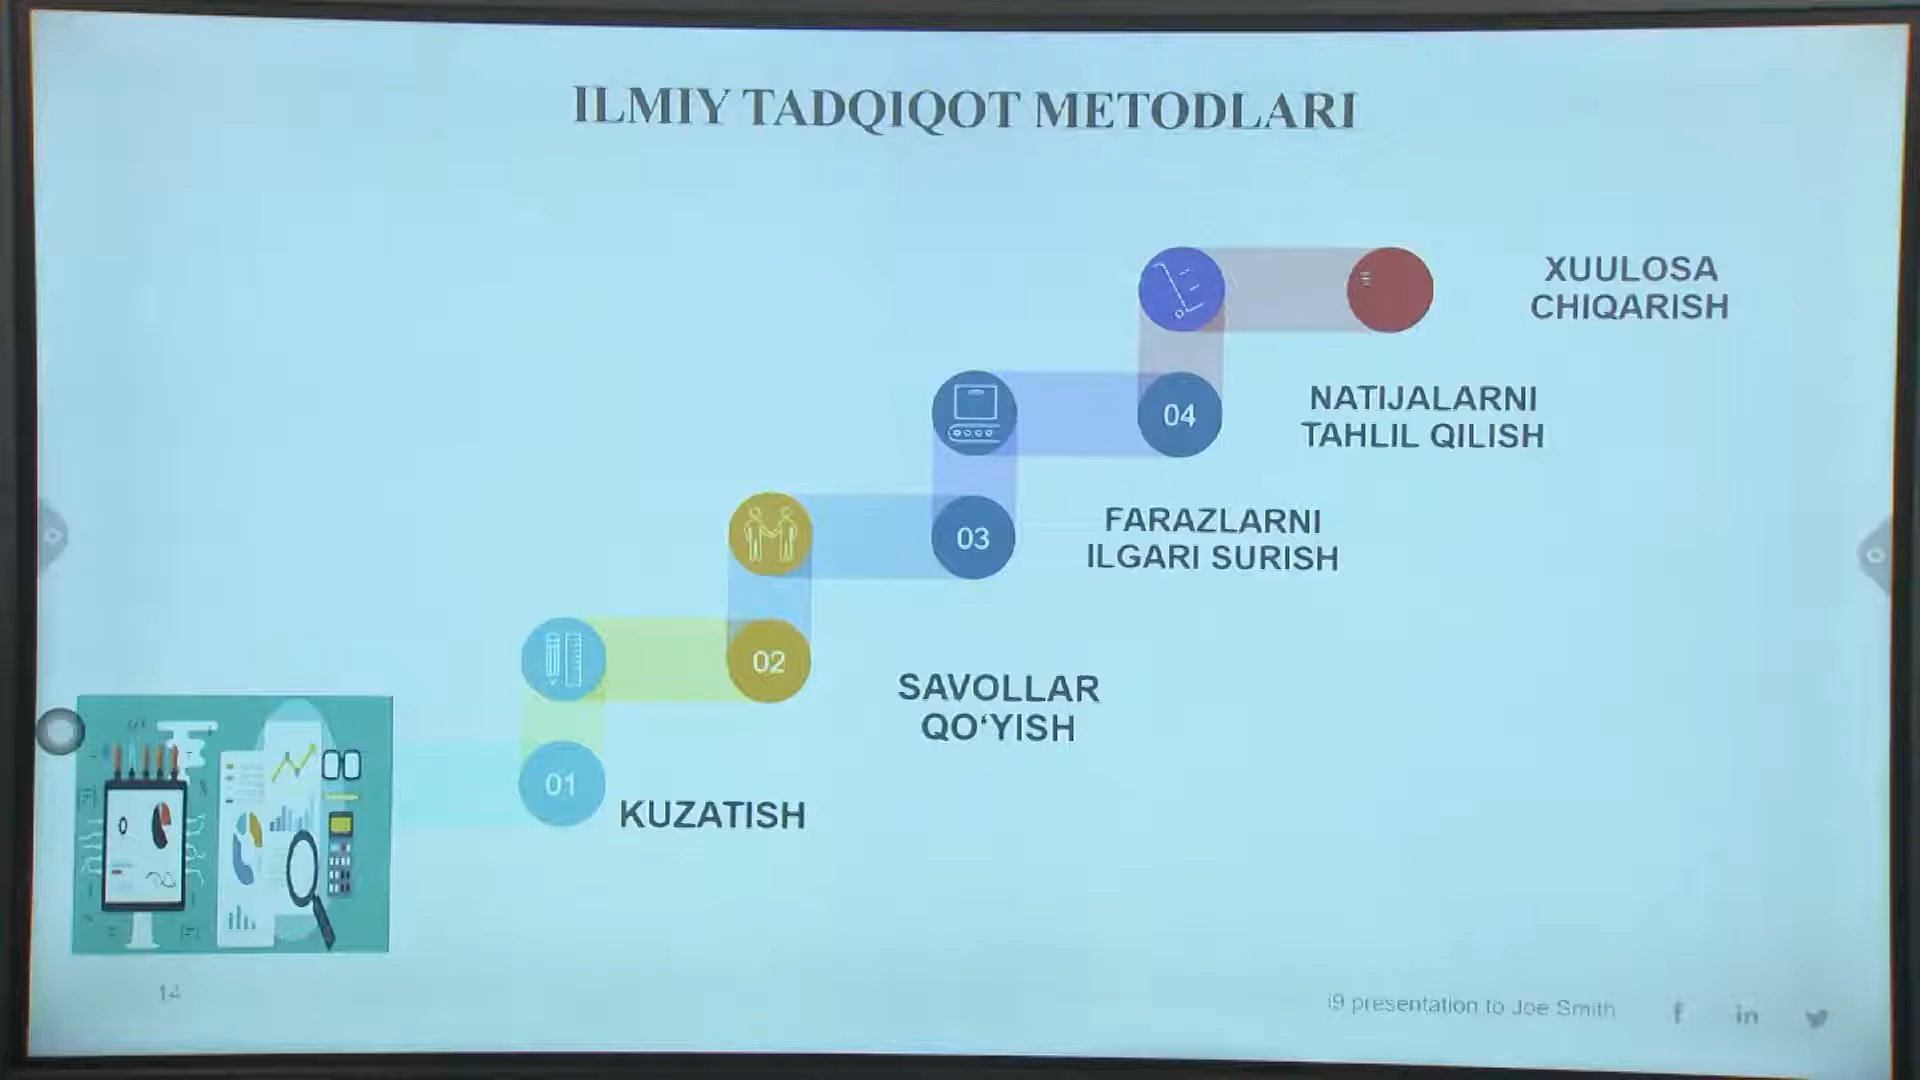 ILMIY TADQIQOT METODLARI
XUULOSA
CHIQARISH
04
NATIJALARNI
TAHLIL QILISH
03
FARAZLARNI
ILGARI SURISH
02
SAVOLLAR
QO‘YISH
01
KUZATISH
14
i9 presentation to Joe Smith
f in